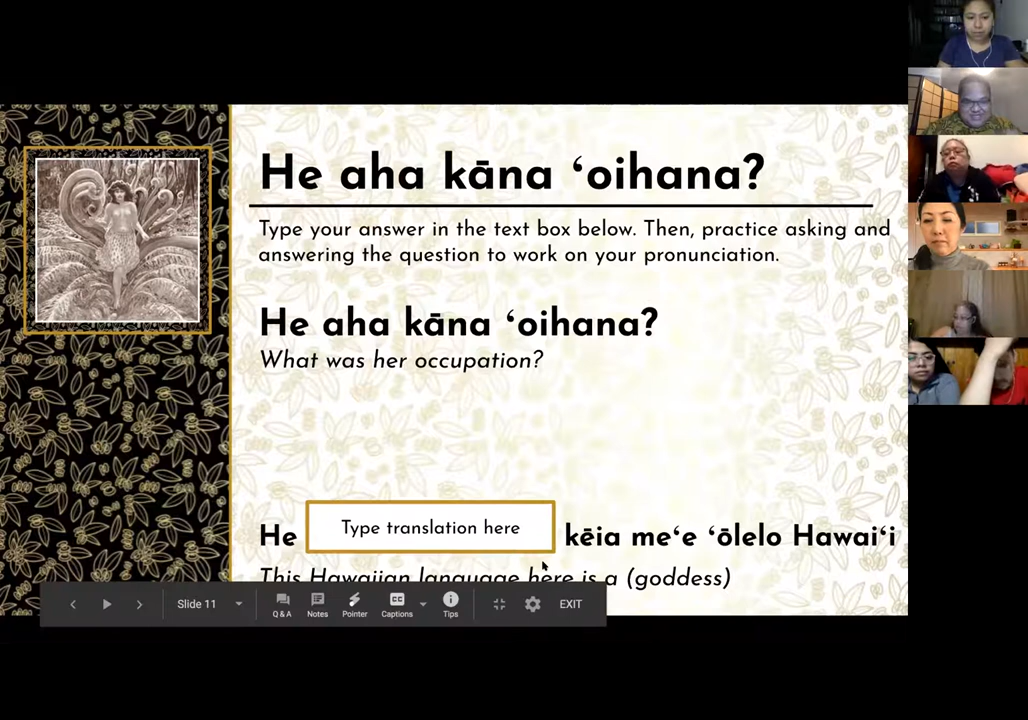 He aha kāna ʻoihana?
Type your answer in the text box below. Then, practice asking and
answering the question to work on your pronunciation.
He aha kāna ʻoihana?
What was her occupation?
He Type translation here kēia meʻe ʻōlelo Hawaiʻi
This Hawaiian language here is a (goddess)
Slide 11 Q & A Notes Pointer Captions Tips EXIT
CC